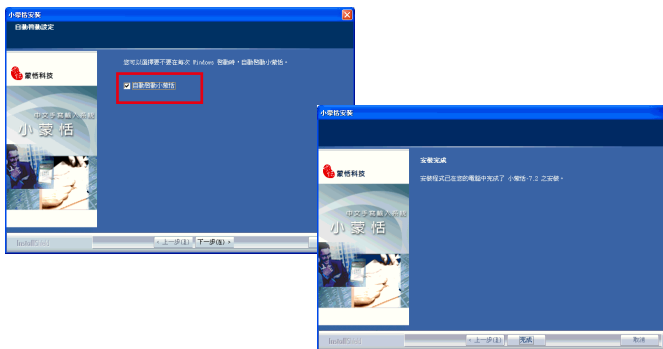 小蒙恬安裝
自動啟動設定
您可以選擇要不要在每次 Windows 啟動時，自動啟動小蒙恬。
自動啟動小蒙恬
蒙恬科技
中文手寫輸入系統
小蒙恬
InstallShield
< 上一步(B)
下一步(N) >
小蒙恬安裝
安裝完成
安裝程式已在您的電腦中完成了 小蒙恬-7.2 之安裝。
蒙恬科技
中文手寫輸入系統
小蒙恬
InstallShield
< 上一步(B)
完成
取消